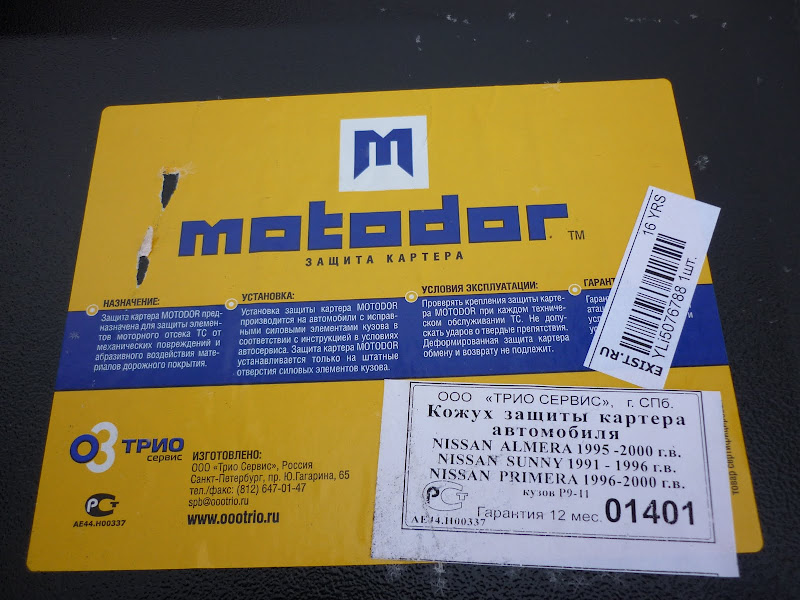 M
motodor ™
ЗАЩИТА КАРТЕРА
НАЗНАЧЕНИЕ:
Защита картера MOTODOR пред-
назначена для защиты элемен-
тов моторного отсека ТС от
механических повреждений и
абразивного воздействия мате-
риалов дорожного покрытия.
УСТАНОВКА:
Установка защиты картера MOTODOR
производится на автомобили с исправ-
ными силовыми элементами кузова в
соответствии с инструкцией в условиях
автосервиса. Защита картера MOTODOR
устанавливается только на штатные
отверстия силовых элементов кузова.
УСЛОВИЯ ЭКСПЛУАТАЦИИ:
Проверять крепления защиты карте-
ра MOTODOR при каждом техниче-
ском обслуживании ТС. Не допу-
скать ударов о твердые препятствия.
Деформированная защита картера
обмену и возврату не подлежит.
ГАРАНТ
Гаран
16 YRS
YU5076788 1шт.
EXIST.RU
ТРИО
сервис
РСТ
АЕ44.Н00337
ИЗГОТОВЛЕНО:
ООО «Трио Сервис», Россия
Санкт-Петербург, пр. Ю.Гагарина, 65
тел./факс: (812) 647-01-47
spb@oootrio.ru
www.oootrio.ru
ООО «ТРИО СЕРВИС», г. СПб.
Кожух защиты картера
автомобиля
NISSAN ALMERA 1995 -2000 г.в.
NISSAN SUNNY 1991 - 1996 г.в.
NISSAN PRIMERA 1996-2000 г.в.
кузов P9-11
РСТ
АЕ44.Н00337
Гарантия 12 мес. 01401